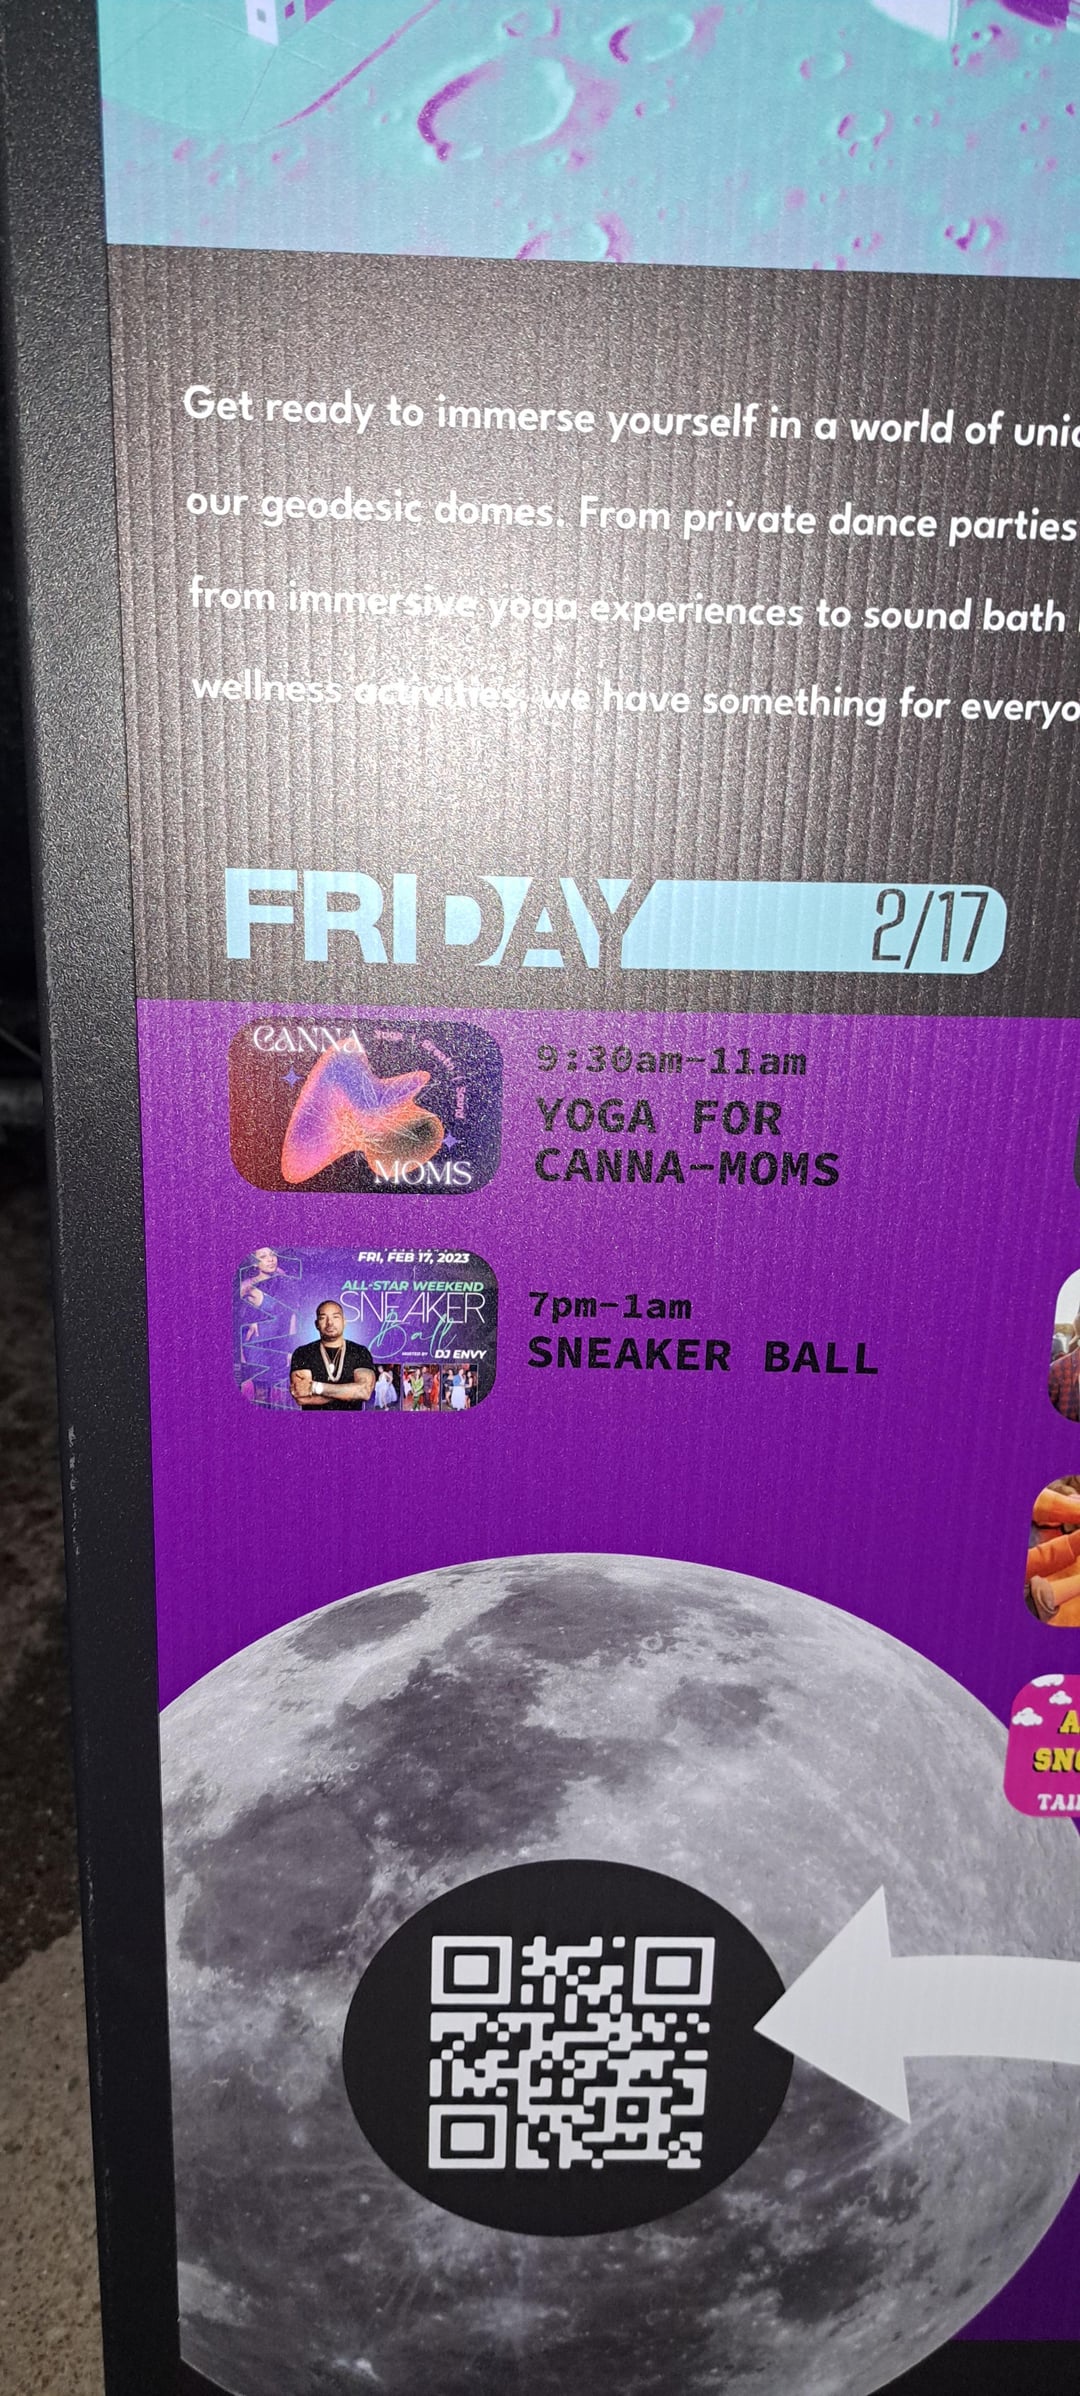 Get ready to immerse yourself in a world of
our geodesic domes. From private dance parties
from immersive yoga experiences to sound bath
wellness activities, we have something for
FRIDAY 2/17
CANNA
MOMS
9:30am-11am
YOGA FOR
CANNA-MOMS
FRI, FEB 17, 2023
ALL-STAR WEEKEND
SNEAKER
Ball
HOSTED BY DJ ENVY
7pm-1am
SNEAKER BALL